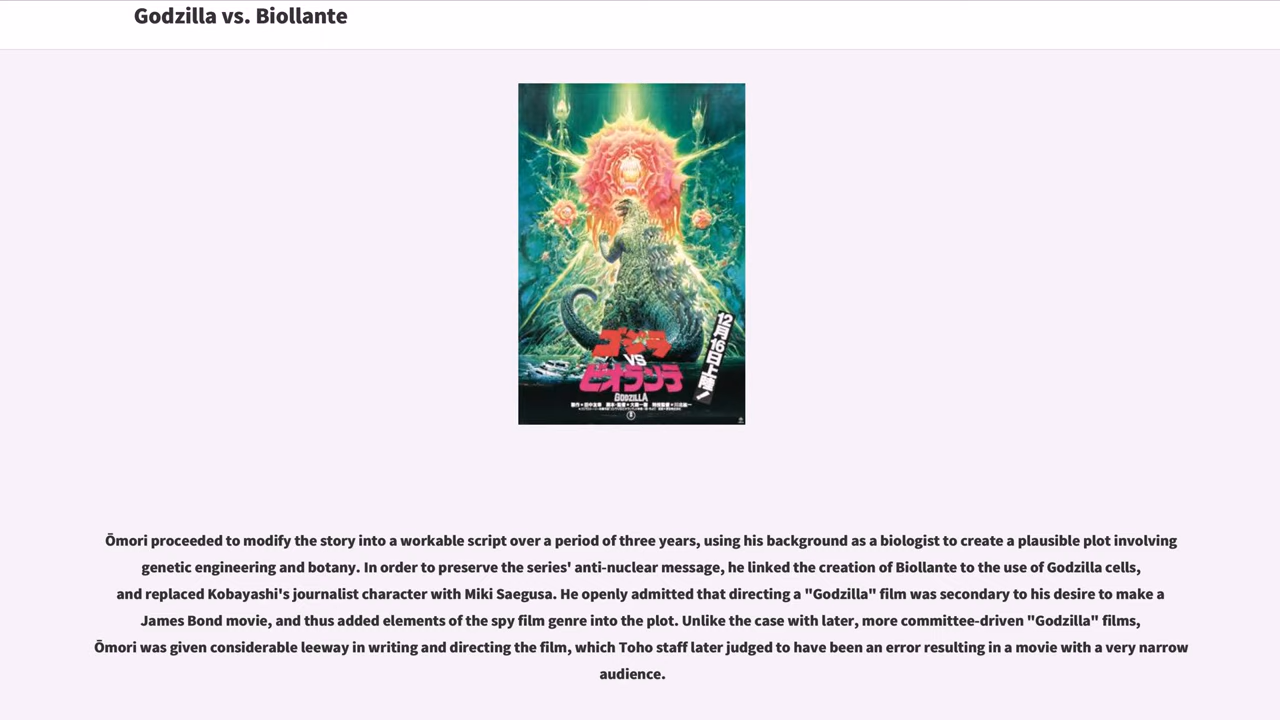 Godzilla vs. Biollante
12月16日上陸!
ゴジラ
VS
ビオランテ
GODZILLA
Ōmori proceeded to modify the story into a workable script over a period of three years, using his background as a biologist to create a plausible plot involving
genetic engineering and botany. In order to preserve the series' anti-nuclear message, he linked the creation of Biollante to the use of Godzilla cells,
and replaced Kobayashi's journalist character with Miki Saegusa. He openly admitted that directing a "Godzilla" film was secondary to his desire to make a
James Bond movie, and thus added elements of the spy film genre into the plot. Unlike the case with later, more committee-driven "Godzilla" films,
Ōmori was given considerable leeway in writing and directing the film, which Toho staff later judged to have been an error resulting in a movie with a very narrow
audience.